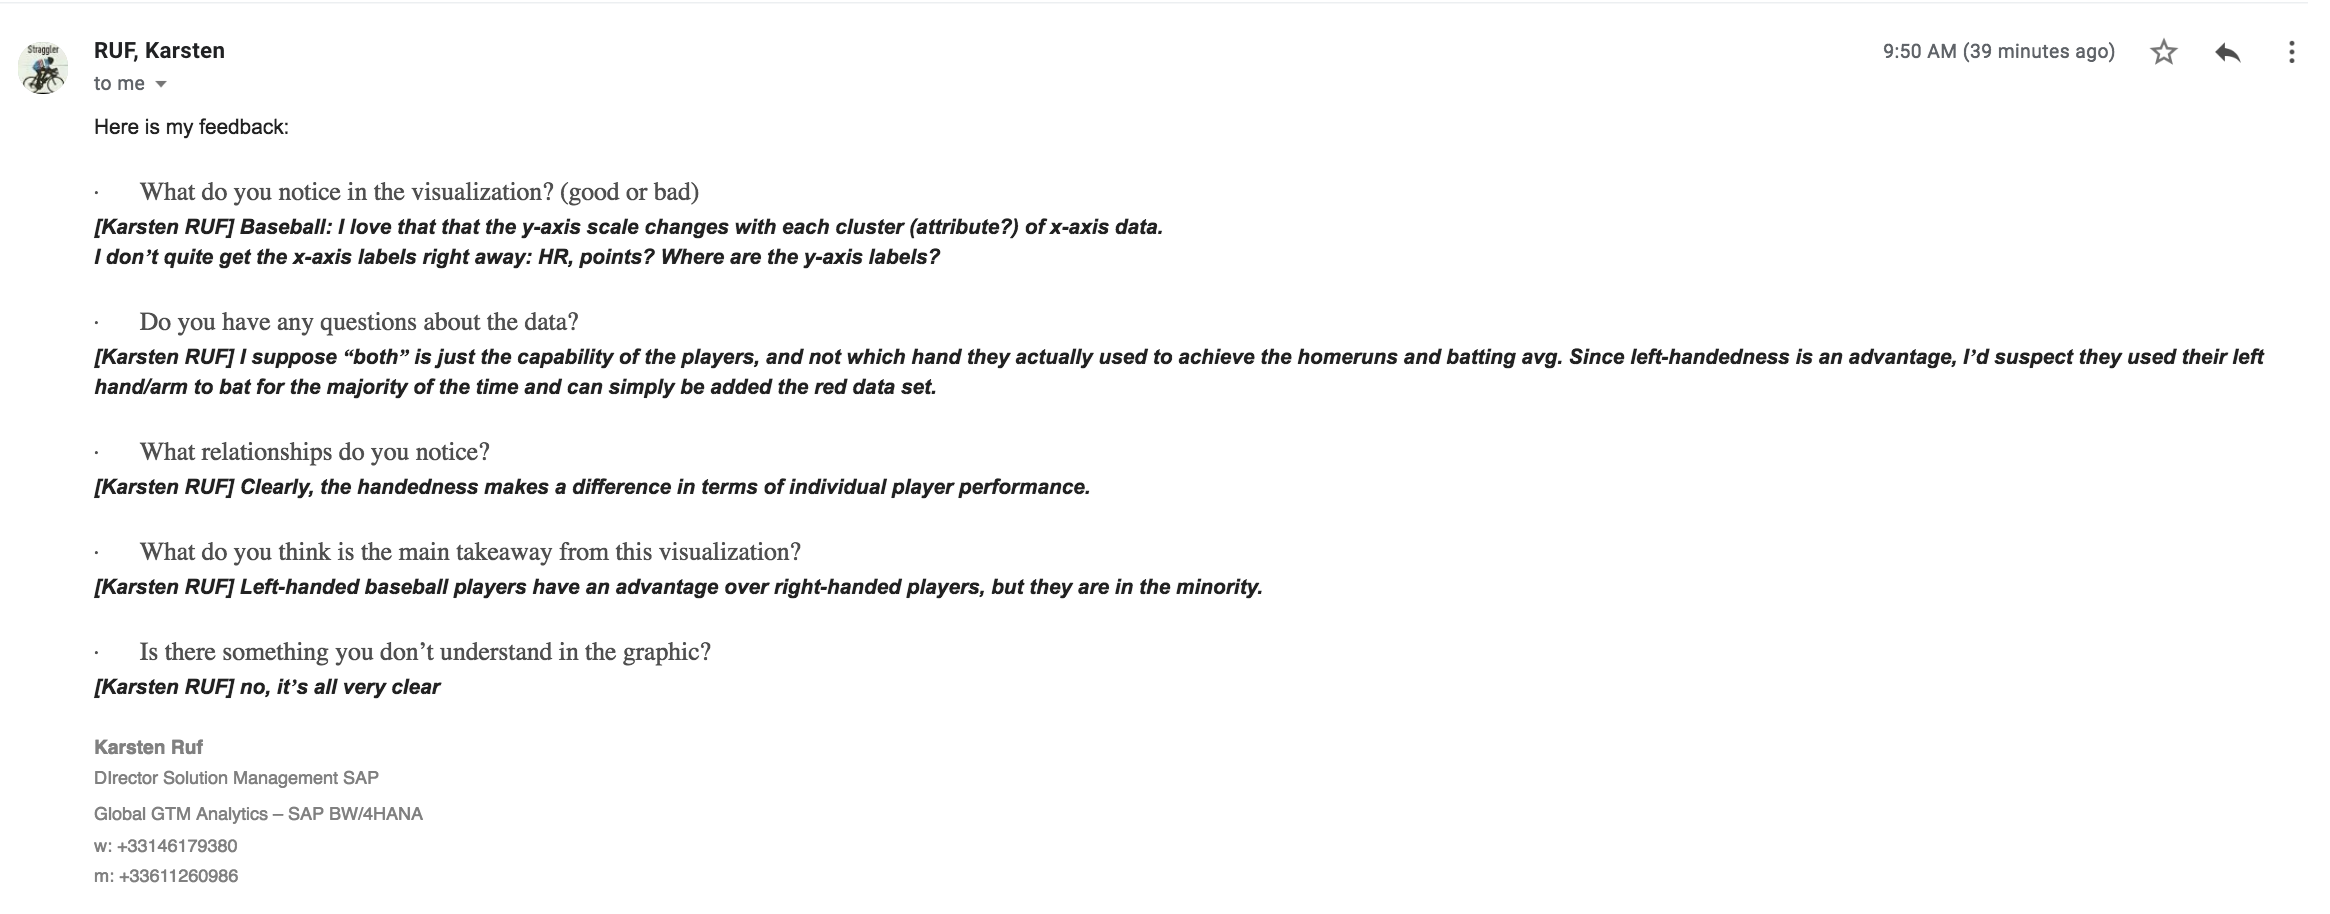 Straggler
RUF, Karsten
9:50 AM (39 minutes ago)
to me
Here is my feedback:
· What do you notice in the visualization? (good or bad)
[Karsten RUF] Baseball: I love that that the y-axis scale changes with each cluster (attribute?) of x-axis data.
I don’t quite get the x-axis labels right away: HR, points? Where are the y-axis labels?
· Do you have any questions about the data?
[Karsten RUF] I suppose “both” is just the capability of the players, and not which hand they actually used to achieve the homeruns and batting avg. Since left-handedness is an advantage, I’d suspect they used their left
hand/arm to bat for the majority of the time and can simply be added the red data set.
· What relationships do you notice?
[Karsten RUF] Clearly, the handedness makes a difference in terms of individual player performance.
· What do you think is the main takeaway from this visualization?
[Karsten RUF] Left-handed baseball players have an advantage over right-handed players, but they are in the minority.
· Is there something you don’t understand in the graphic?
[Karsten RUF] no, it’s all very clear
Karsten Ruf
DIrector Solution Management SAP
Global GTM Analytics – SAP BW/4HANA
w: +33146179380
m: +33611260986